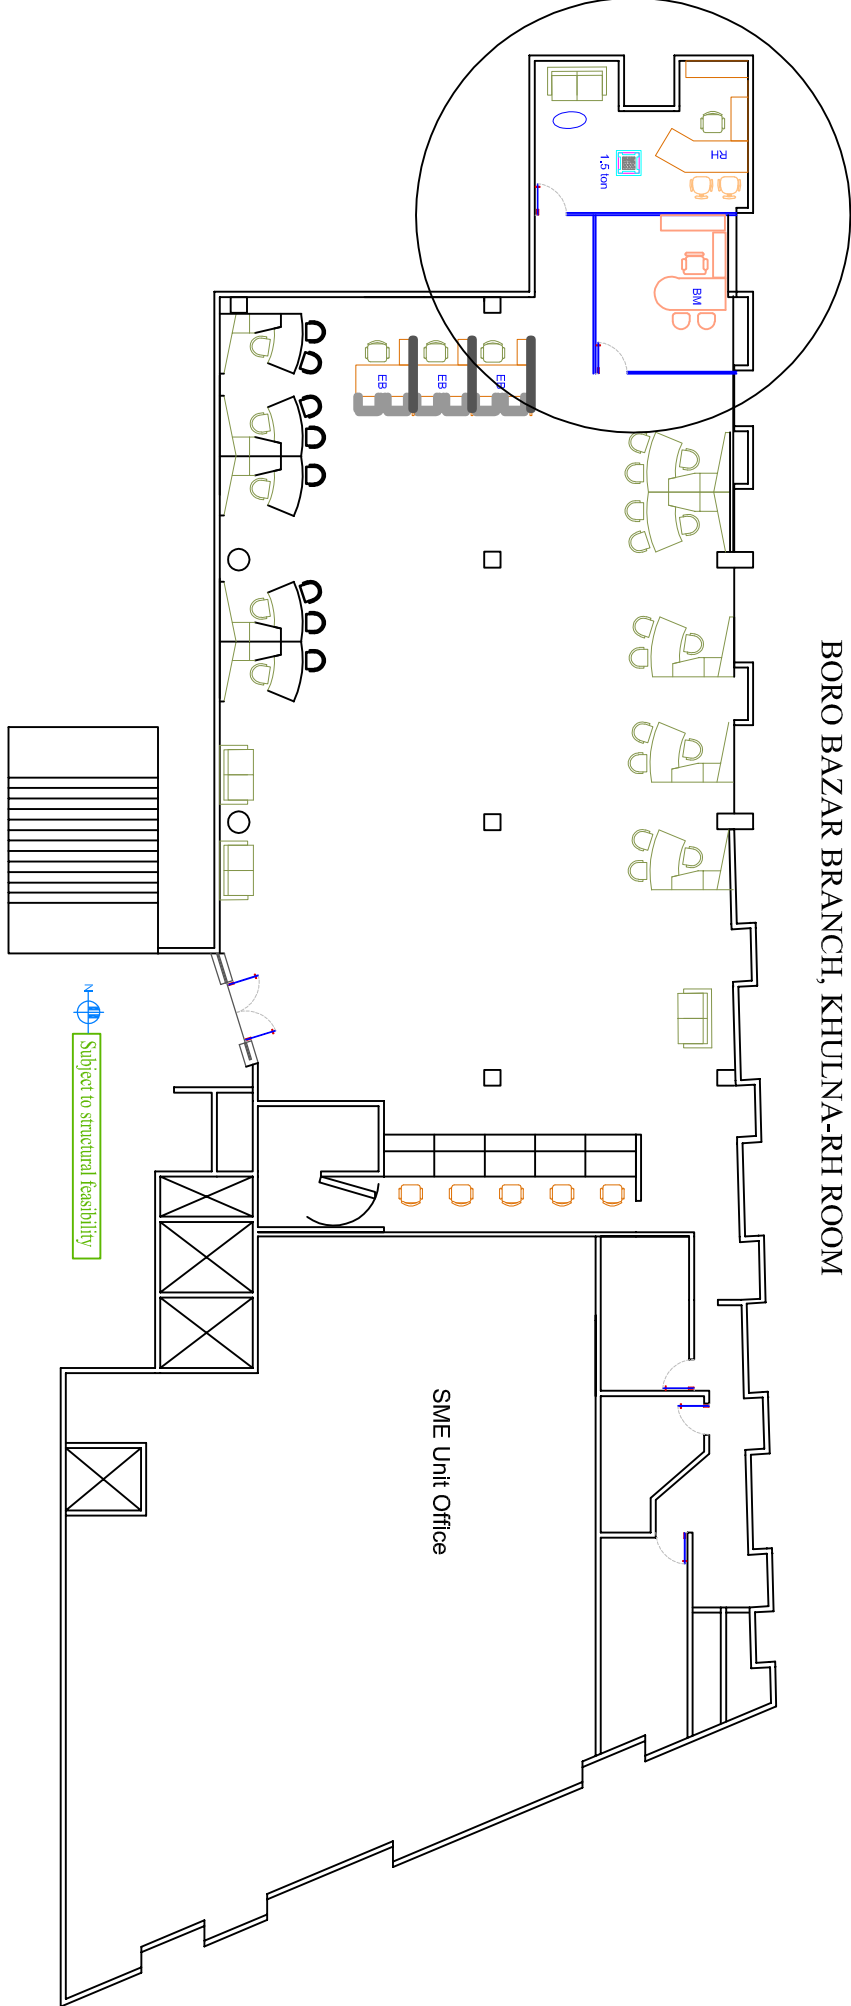 BORO BAZAR BRANCH, KHULNA-RH ROOM
RH
1.5 ton
BM
EB
EB
EB
SME Unit Office
N
Subject to structural feasibility